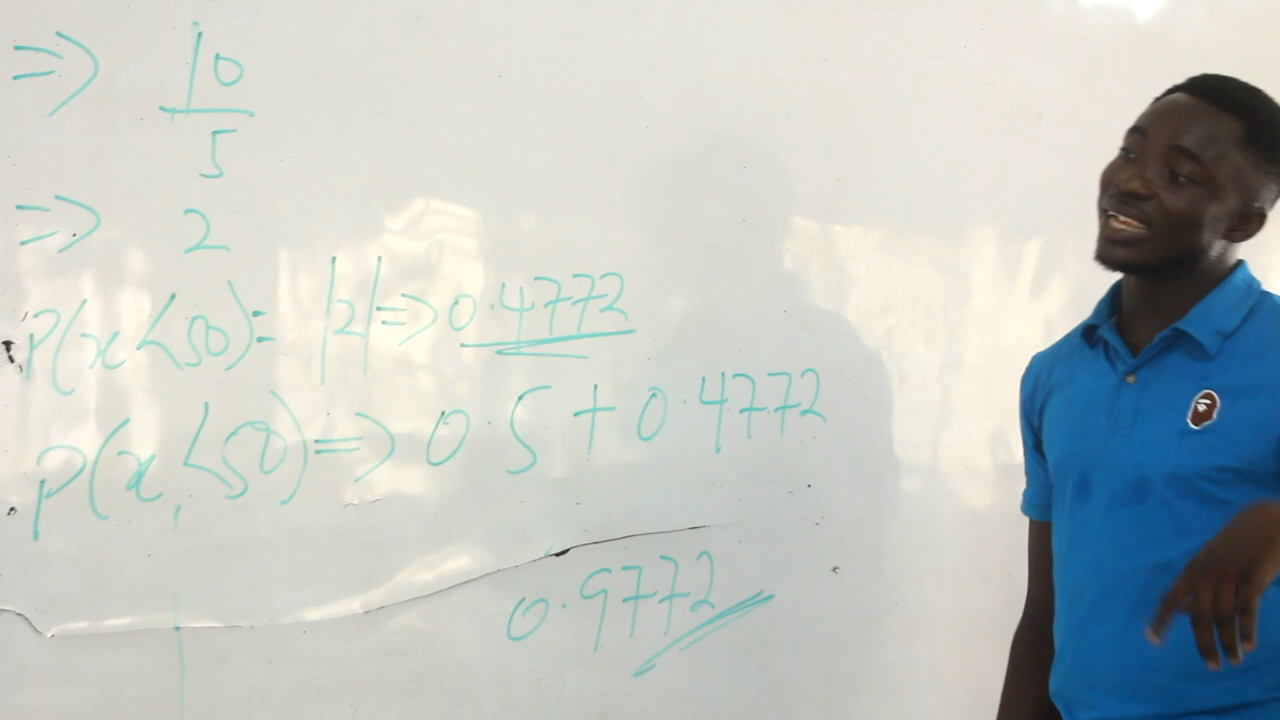 ⇒ 10/5
⇒ 2
P(x<50)= |2|⇒0.4772
P(x<50)⇒ 0.5+0.4772
0.9772